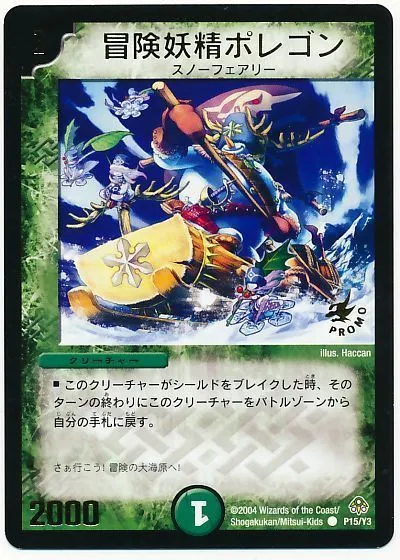 1
冒険妖精ポレゴン
スノーフェアリー
PROMO
illus. Haccan
クリーチャー
■ このクリーチャーがシールドをブレイクした時、その
ターンの終わりにこのクリーチャーをバトルゾーンから
自分の手札に戻す。
さぁ行こう! 冒険の大海原へ!
2000
1
©2004 Wizards of the Coast/
Shogakukan/Mitsui-Kids
P15/Y3